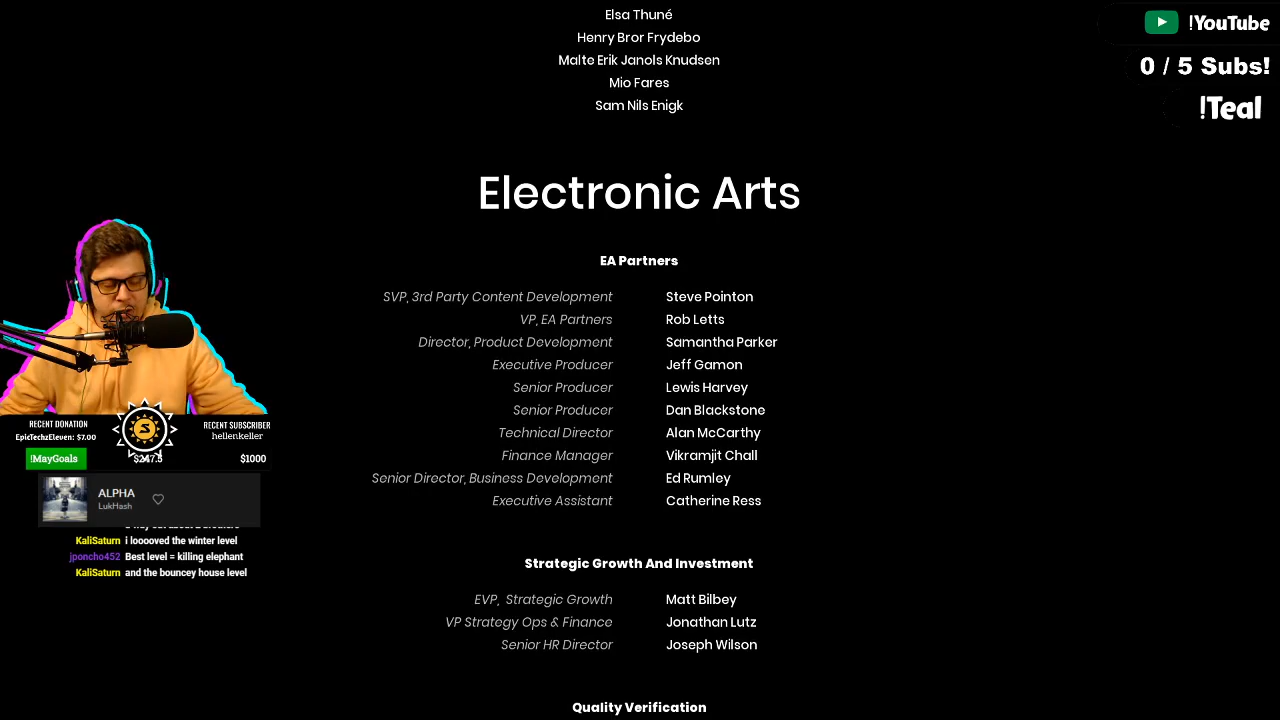 Elsa Thuné
Henry Bror Frydebo
Malte Erik Janols Knudsen
Mio Fares
Sam Nils Enigk
!YouTube
0 / 5 Subs!
!Teal
Electronic Arts
EA Partners
SVP, 3rd Party Content Development Steve Pointon
VP, EA Partners Rob Letts
Director, Product Development Samantha Parker
Executive Producer Jeff Gamon
Senior Producer Lewis Harvey
Senior Producer Dan Blackstone
Technical Director Alan McCarthy
Finance Manager Vikramjit Chall
Senior Director, Business Development Ed Rumley
Executive Assistant Catherine Ress
Strategic Growth And Investment
EVP, Strategic Growth Matt Bilbey
VP Strategy Ops & Finance Jonathan Lutz
Senior HR Director Joseph Wilson
Quality Verification
RECENT DONATION
EpicTechzEleven: $7.00
RECENT SUBSCRIBER
hellenkeller
S
!MayGoals $247.5 $1000
ALPHA
LukHash
KaliSaturn i looooved the winter level
jponcho452 Best level = killing elephant
KaliSaturn and the bouncey house level